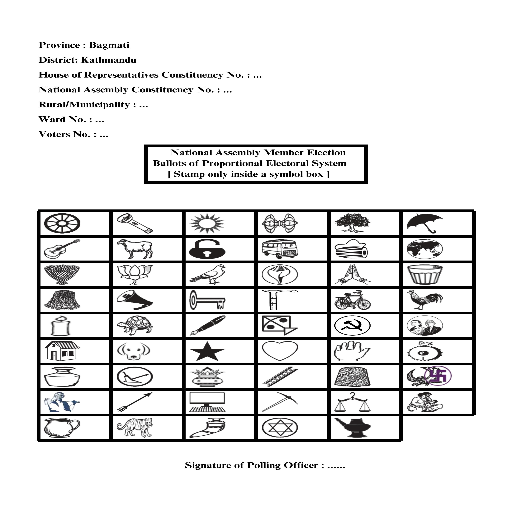 Province : Bagmati
District: Kathmandu
House of Representatives Constituency No. : ...
National Assembly Constituency No. : ...
Rural/Municipality : ...
Ward No. : ...
Voters No. : ...
National Assembly Member Election
Ballots of Proportional Electoral System
[ Stamp only inside a symbol box ]
Signature of Polling Officer : ......